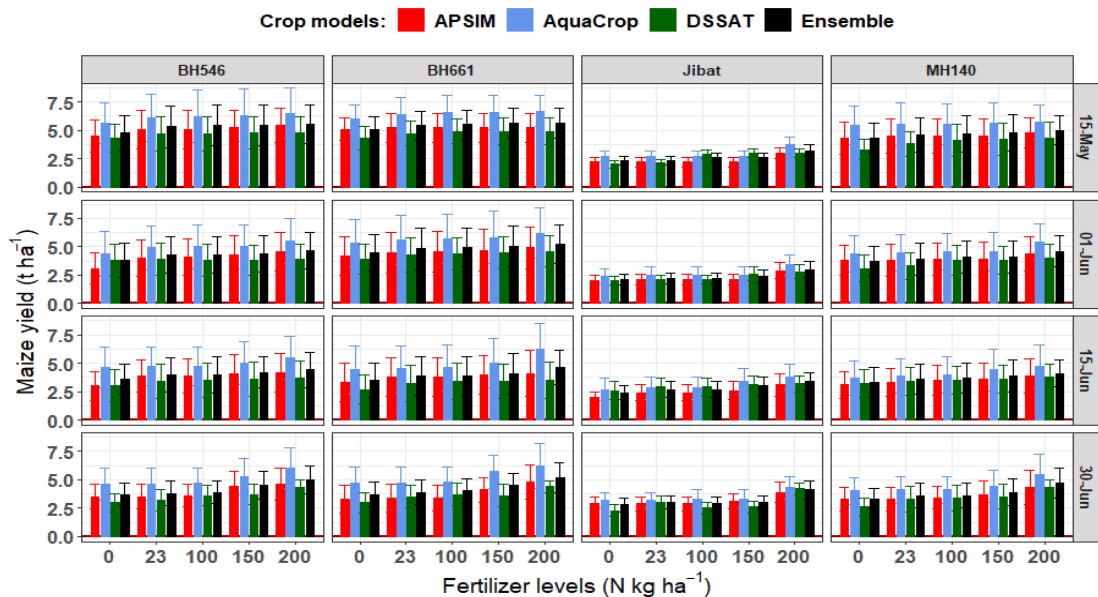 Crop models: APSIM AquaCrop DSSAT Ensemble
BH546 BH661 Jibat MH140
7.5
5.0
2.5
0.0
15-May
7.5
5.0
2.5
0.0
01-Jun
7.5
5.0
2.5
0.0
15-Jun
7.5
5.0
2.5
0.0
30-Jun
Maize yield (t ha⁻¹)
0 23 100 150 200 0 23 100 150 200 0 23 100 150 200 0 23 100 150 200
Fertilizer levels (N kg ha⁻¹)